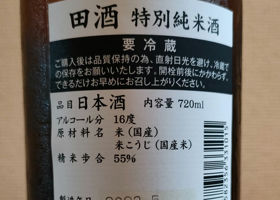 田酒 特別純米酒
要冷蔵
ご購入後は品質保持の為、直射日光を避け、冷蔵で
の保存をお願いいたします。開栓前後にかかわらず、
できるだけお早めにお召し上がりください。
品目 日本酒 内容量 720ml
アルコール分 16度
原材料名 米(国産)
米こうじ(国産米)
精米歩合 55%